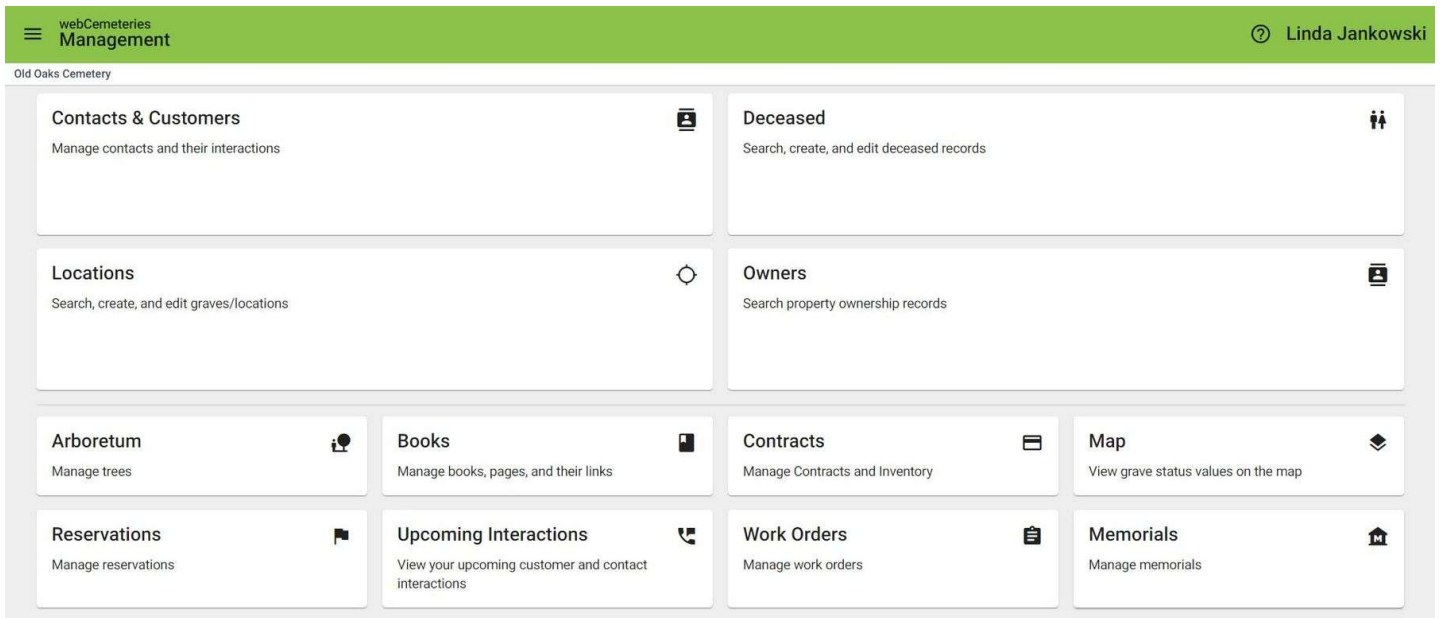 webCemeteries
Management
Linda Jankowski
Old Oaks Cemetery
Contacts & Customers
Manage contacts and their interactions
Deceased
Search, create, and edit deceased records
Locations
Search, create, and edit graves/locations
Owners
Search property ownership records
Arboretum
Manage trees
Books
Manage books, pages, and their links
Contracts
Manage Contracts and Inventory
Map
View grave status values on the map
Reservations
Manage reservations
Upcoming Interactions
View your upcoming customer and contact
interactions
Work Orders
Manage work orders
Memorials
Manage memorials